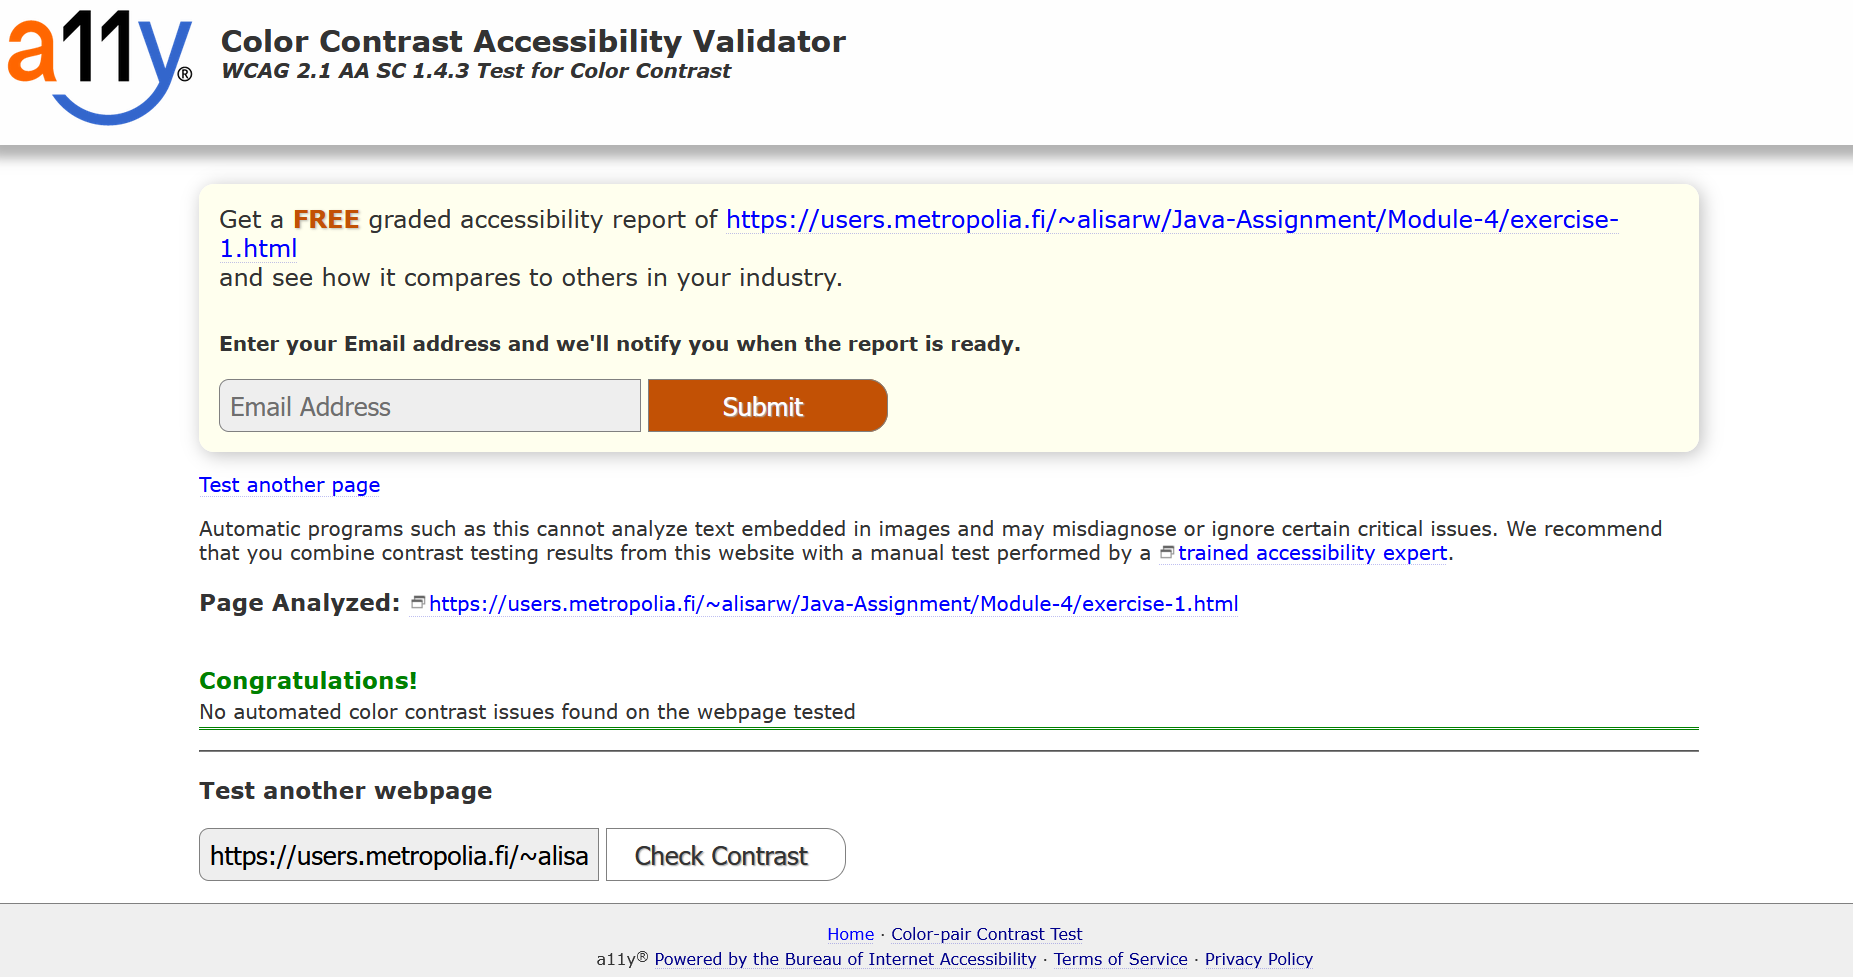 a11y®
Color Contrast Accessibility Validator
WCAG 2.1 AA SC 1.4.3 Test for Color Contrast
Get a FREE graded accessibility report of https://users.metropolia.fi/~alisarw/Java-Assignment/Module-4/exercise-
1.html
and see how it compares to others in your industry.
Enter your Email address and we'll notify you when the report is ready.
Email Address
Submit
Test another page
Automatic programs such as this cannot analyze text embedded in images and may misdiagnose or ignore certain critical issues. We recommend
that you combine contrast testing results from this website with a manual test performed by a trained accessibility expert.
Page Analyzed: https://users.metropolia.fi/~alisarw/Java-Assignment/Module-4/exercise-1.html
Congratulations!
No automated color contrast issues found on the webpage tested
Test another webpage
https://users.metropolia.fi/~alisa
Check Contrast
Home · Color-pair Contrast Test
a11y® Powered by the Bureau of Internet Accessibility · Terms of Service · Privacy Policy